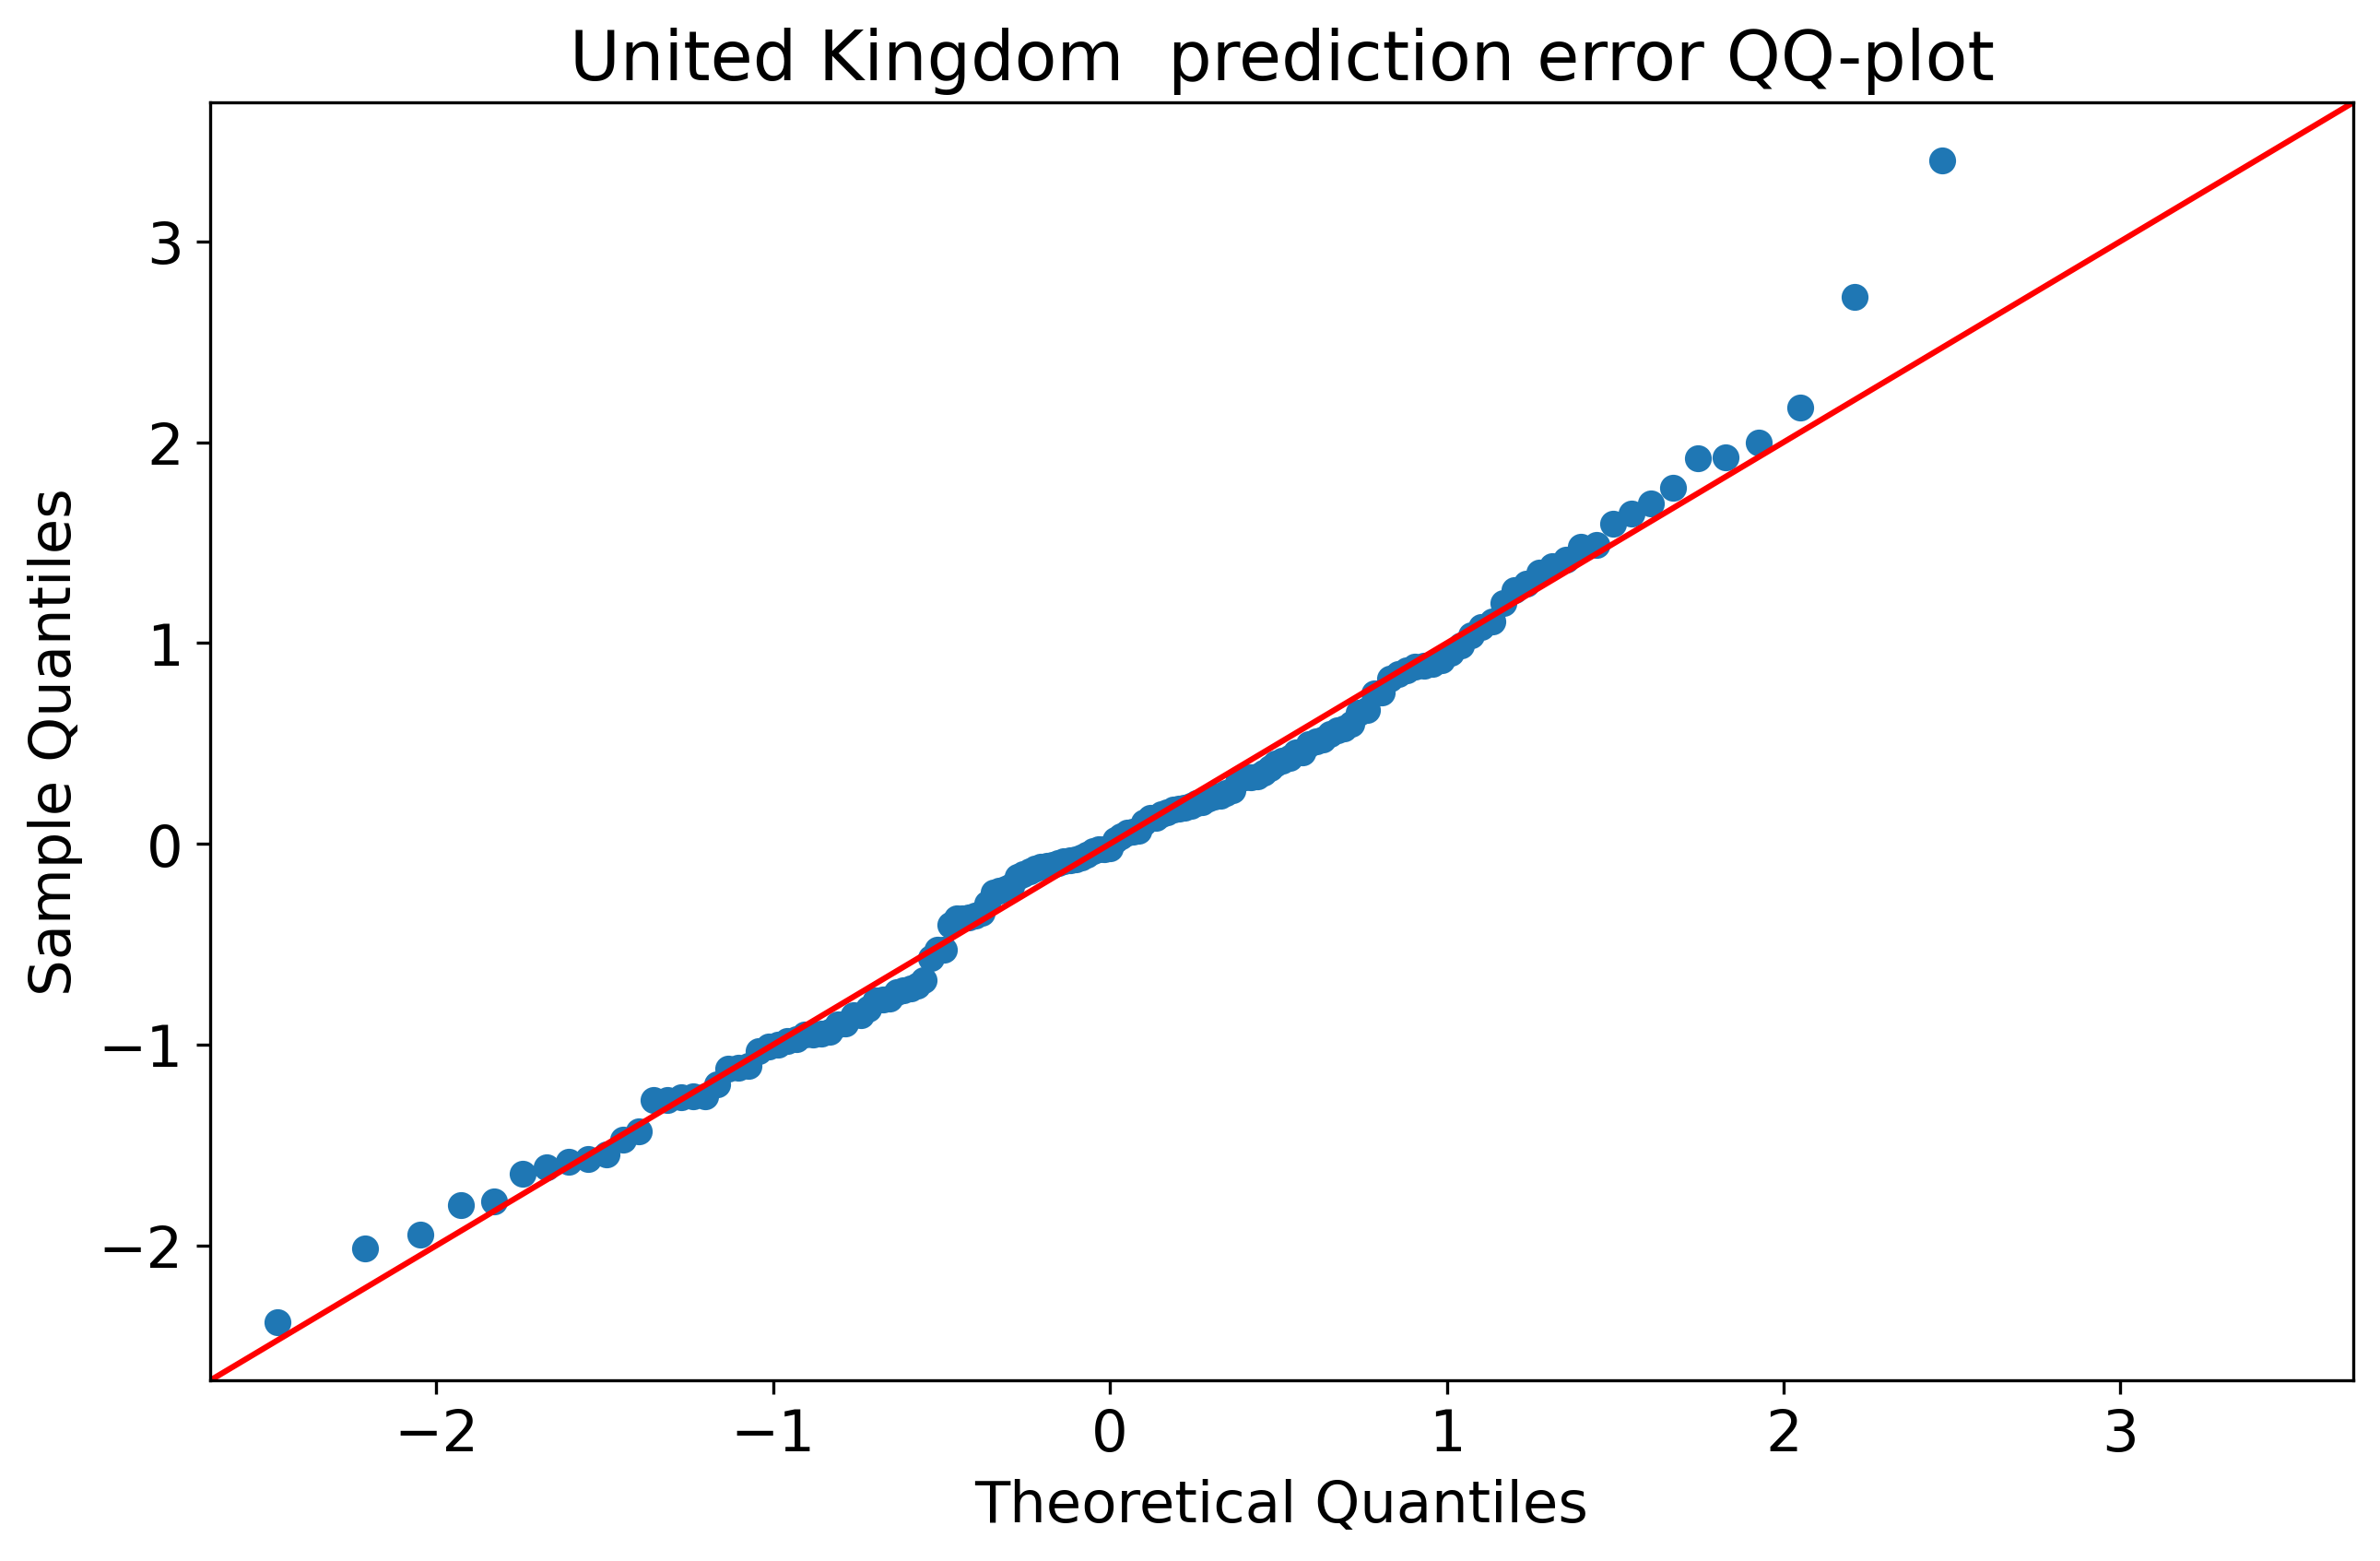 United Kingdom  prediction error QQ-plot
3
2
1
0
−1
−2
Sample Quantiles
−2 −1 0 1 2 3
Theoretical Quantiles